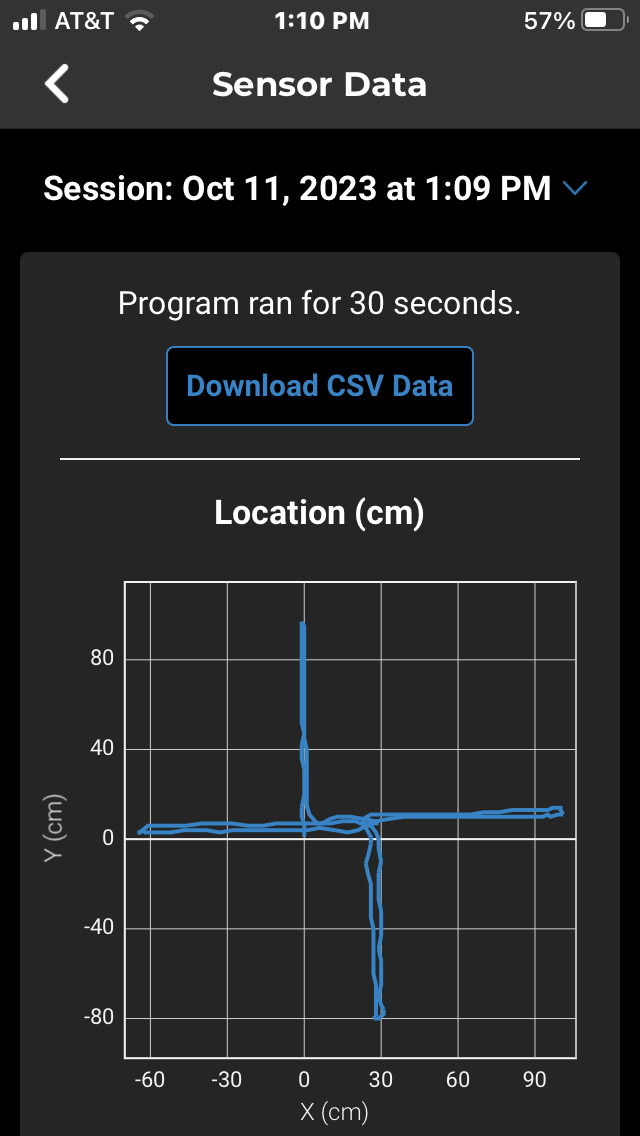 AT&T 1:10 PM 57%
Sensor Data
Session: Oct 11, 2023 at 1:09 PM
Program ran for 30 seconds.
Download CSV Data
Location (cm)
80
40
0
-40
-80
Y (cm)
-60 -30 0 30 60 90
X (cm)